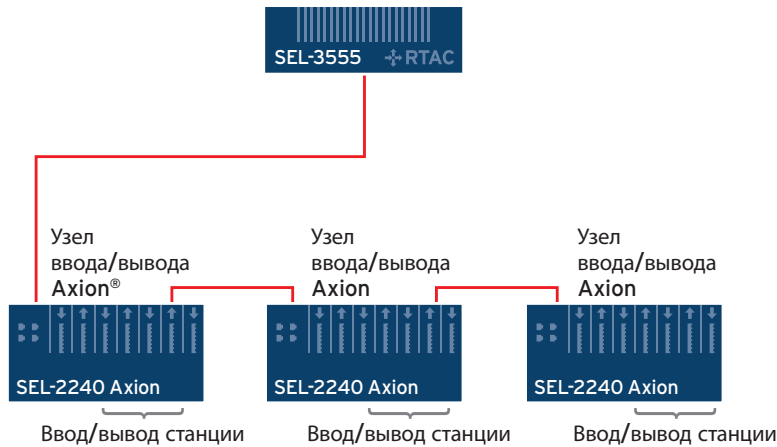 SEL-3555 RTAC
Узел
ввода/вывода
Axion®
Узел
ввода/вывода
Axion
Узел
ввода/вывода
Axion
SEL-2240 Axion
SEL-2240 Axion
SEL-2240 Axion
Ввод/вывод станции
Ввод/вывод станции
Ввод/вывод станции